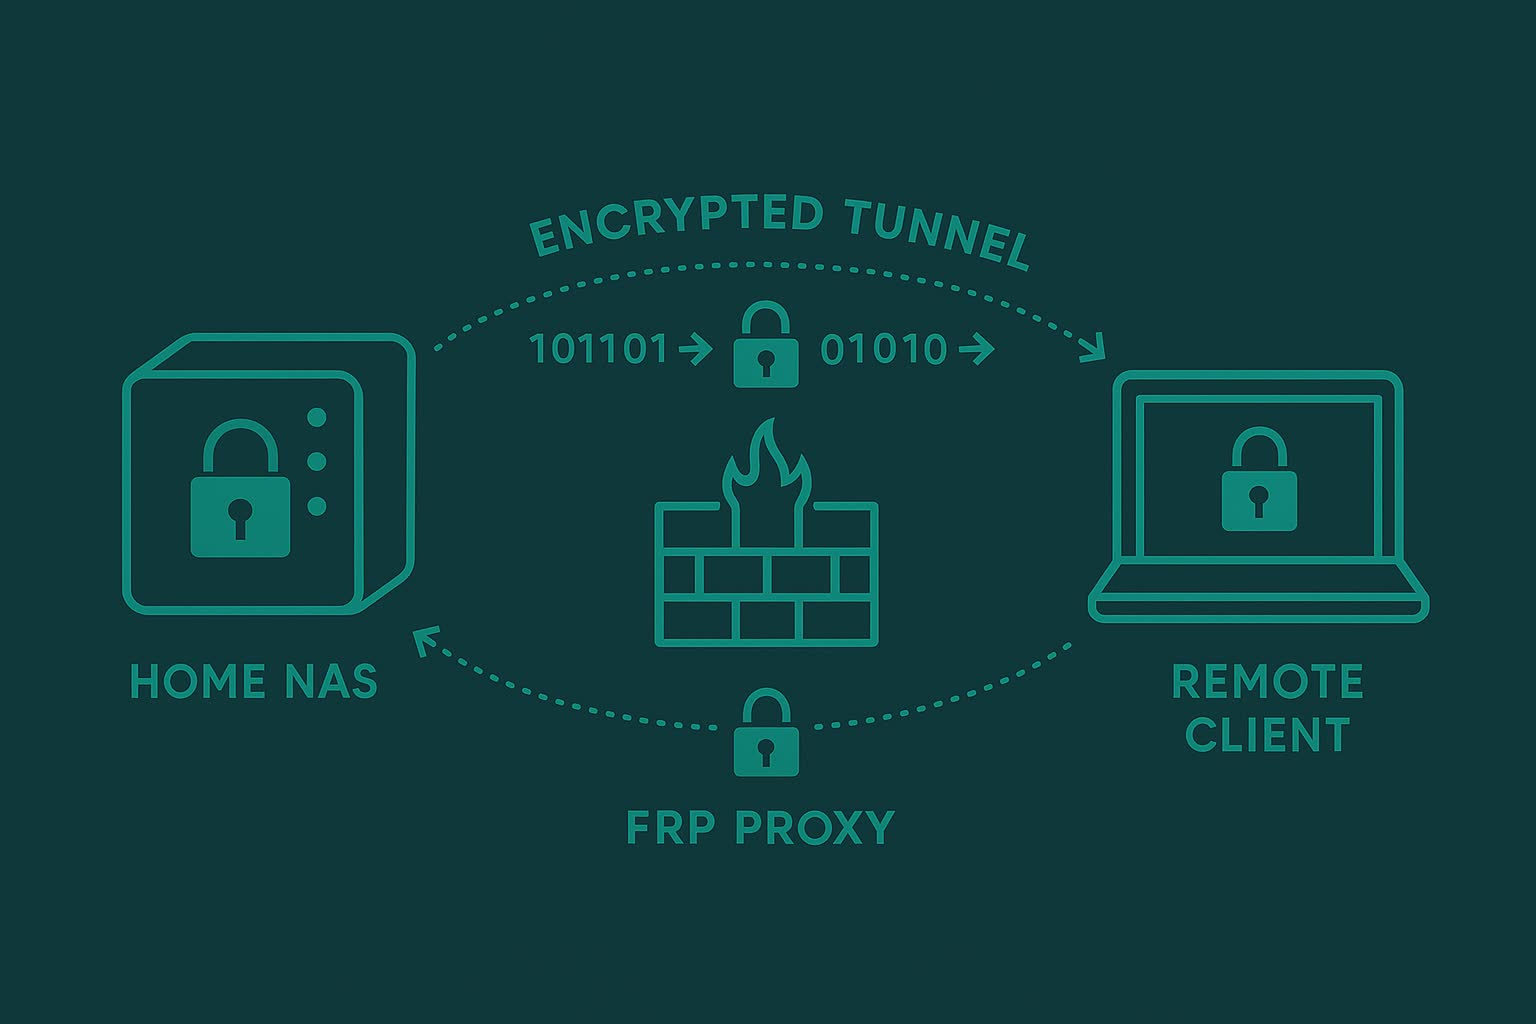 ENCRYPTED TUNNEL
101101 → 01010 →
HOME NAS
REMOTE
CLIENT
FRP PROXY